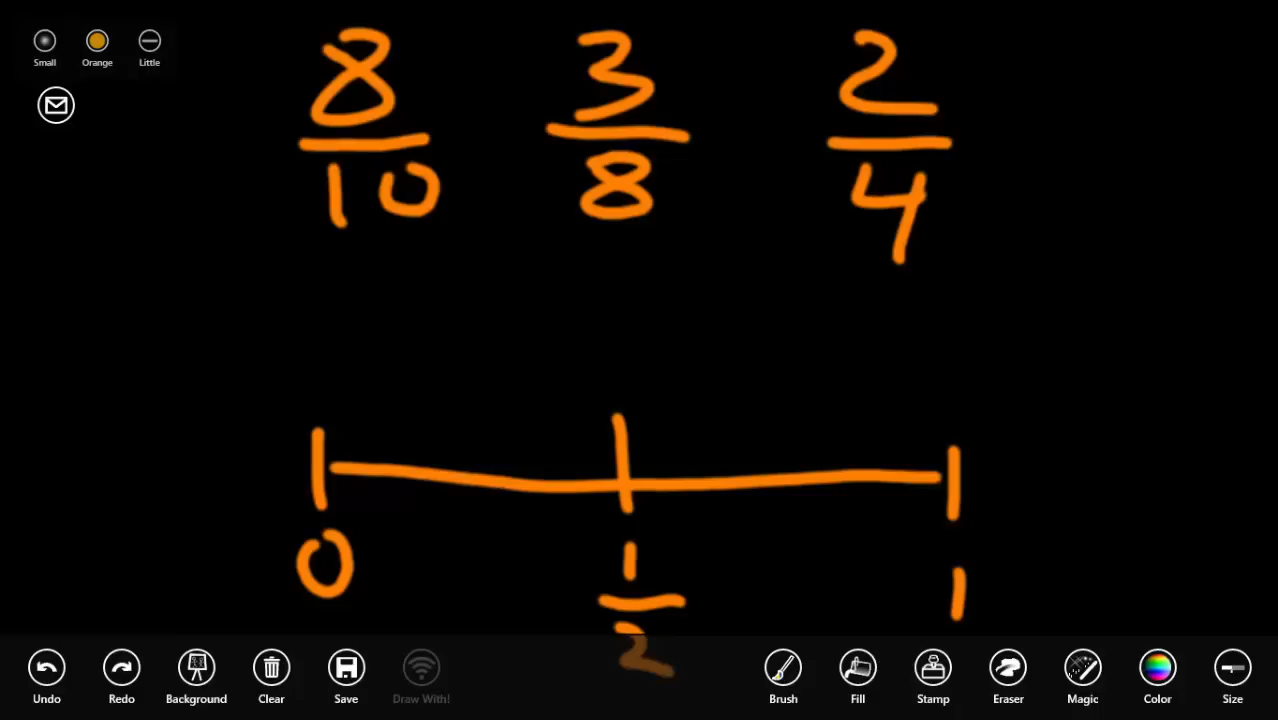 Small Orange Little
8 3 2
10 8 4
0 1 1
2
Undo Redo Background Clear Save Draw With! Brush Fill Stamp Eraser Magic Color Size